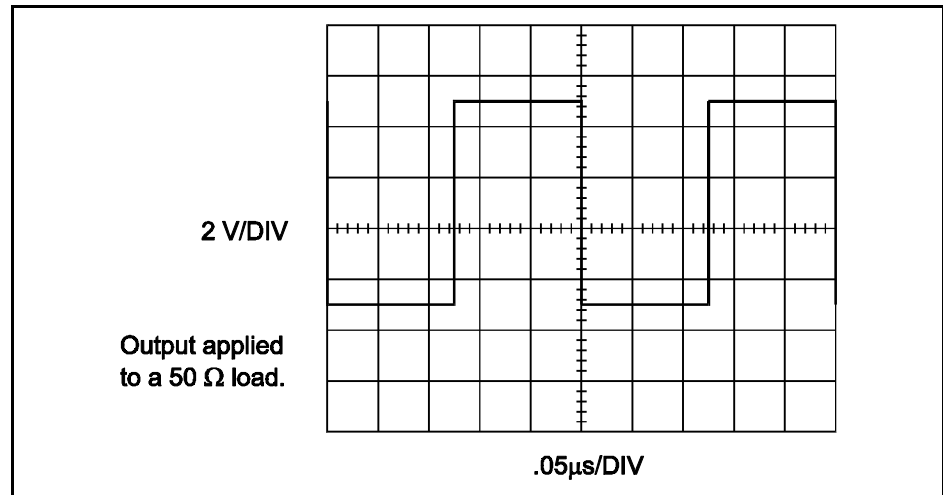 2 V/DIV
Output applied
to a 50 Ω load.
.05µs/DIV